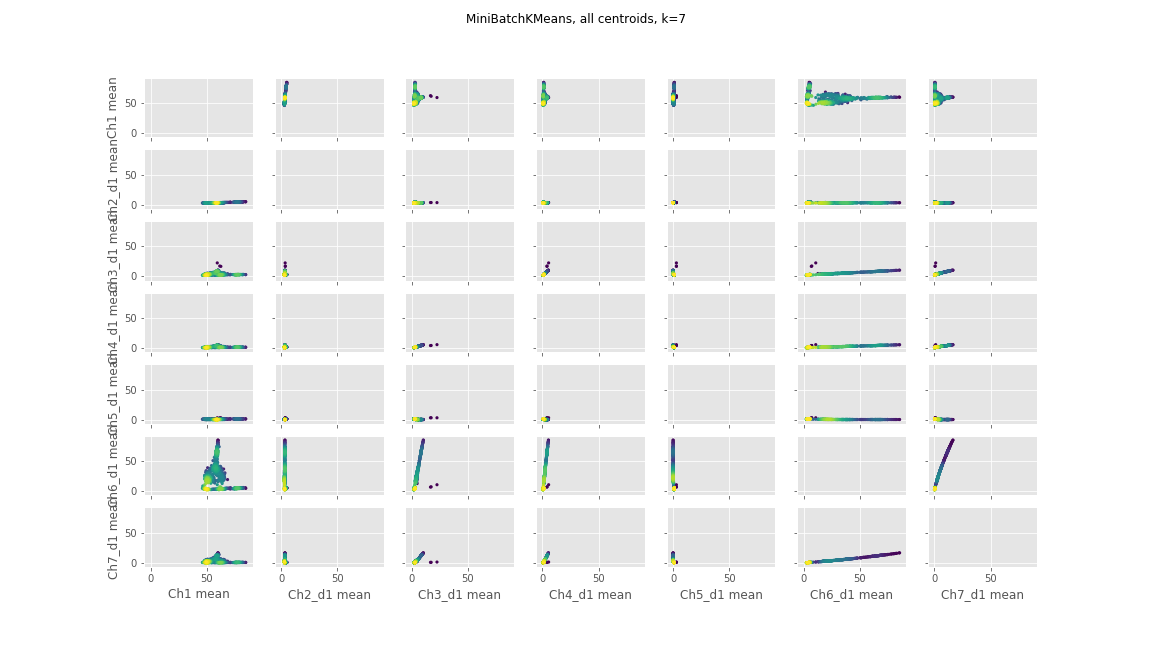 MiniBatchKMeans, all centroids, k=7
Ch1 mean
50
0
Ch2_d1 mean
50
0
Ch3_d1 mean
50
0
Ch4_d1 mean
50
0
Ch5_d1 mean
50
0
Ch6_d1 mean
50
0
Ch7_d1 mean
50
0
0 50 0 50 0 50 0 50 0 50 0 50 0 50
Ch1 mean Ch2_d1 mean Ch3_d1 mean Ch4_d1 mean Ch5_d1 mean Ch6_d1 mean Ch7_d1 mean